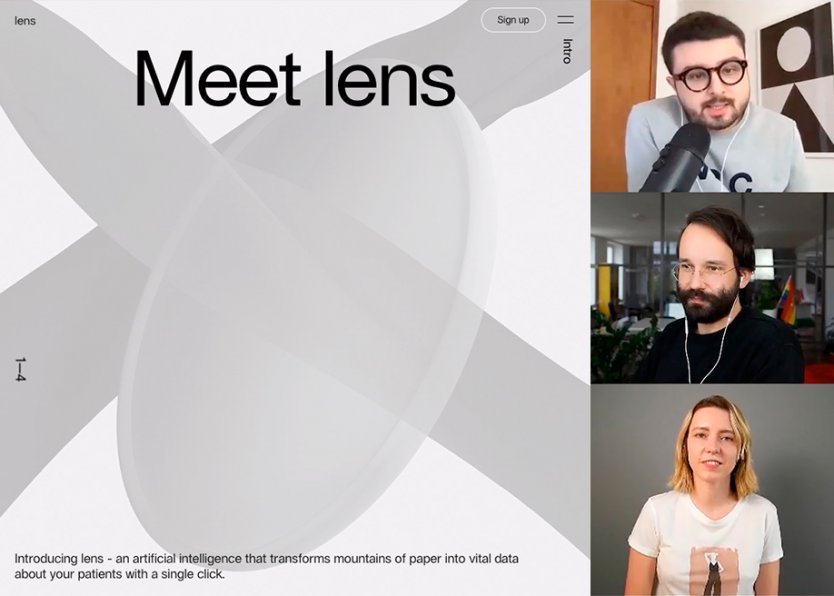 lens
Sign up
Intro
Meet lens
1—4
Introducing lens - an artificial intelligence that transforms mountains of paper into vital data
about your patients with a single click.